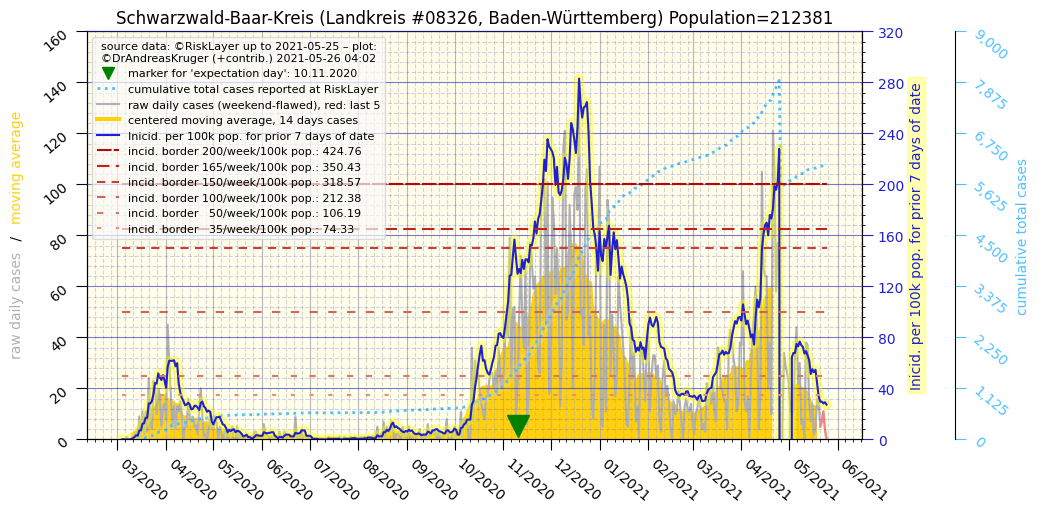 Schwarzwald-Baar-Kreis (Landkreis #08326, Baden-Württemberg) Population=212381
source data: ©RiskLayer up to 2021-05-25 – plot:
©DrAndreasKruger (+contrib.) 2021-05-26 04:02
marker for 'expectation day': 10.11.2020
cumulative total cases reported at RiskLayer
raw daily cases (weekend-flawed), red: last 5
centered moving average, 14 days cases
Inicid. per 100k pop. for prior 7 days of date
incid. border 200/week/100k pop.: 424.76
incid. border 165/week/100k pop.: 350.43
incid. border 150/week/100k pop.: 318.57
incid. border 100/week/100k pop.: 212.38
incid. border   50/week/100k pop.: 106.19
incid. border   35/week/100k pop.: 74.33
raw daily cases / moving average
160
140
120
100
80
60
40
20
0
320
280
240
200
160
120
80
40
0
Inicid. per 100k pop. for prior 7 days of date
9,000
7,875
6,750
5,625
4,500
3,375
2,250
1,125
0
cumulative total cases
03/2020
04/2020
05/2020
06/2020
07/2020
08/2020
09/2020
10/2020
11/2020
12/2020
01/2021
02/2021
03/2021
04/2021
05/2021
06/2021